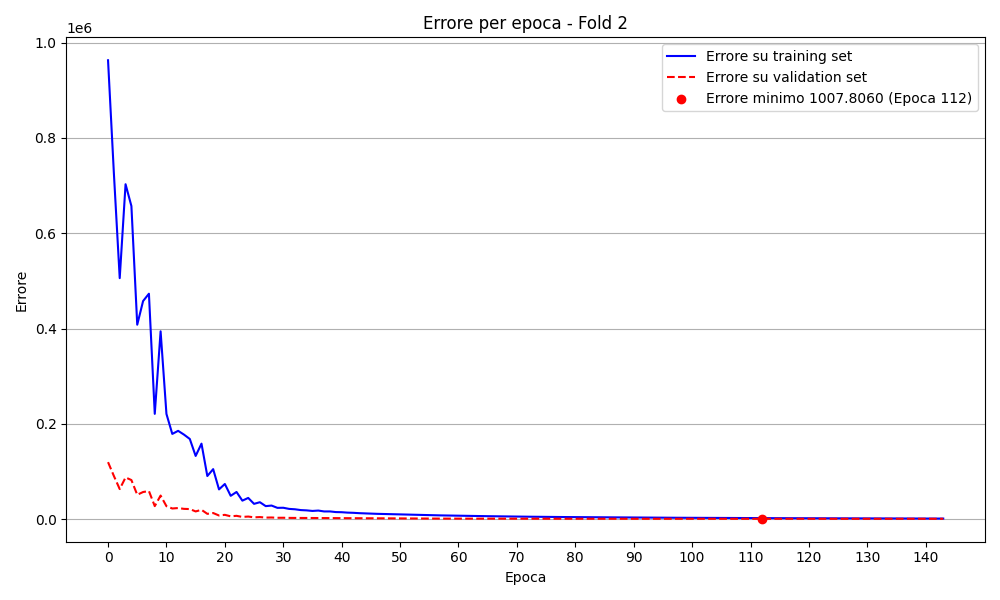 Errore per epoca - Fold 2
1e6
1.0
0.8
0.6
0.4
0.2
0.0
Errore
Errore su training set
Errore su validation set
Errore minimo 1007.8060 (Epoca 112)
0 10 20 30 40 50 60 70 80 90 100 110 120 130 140
Epoca